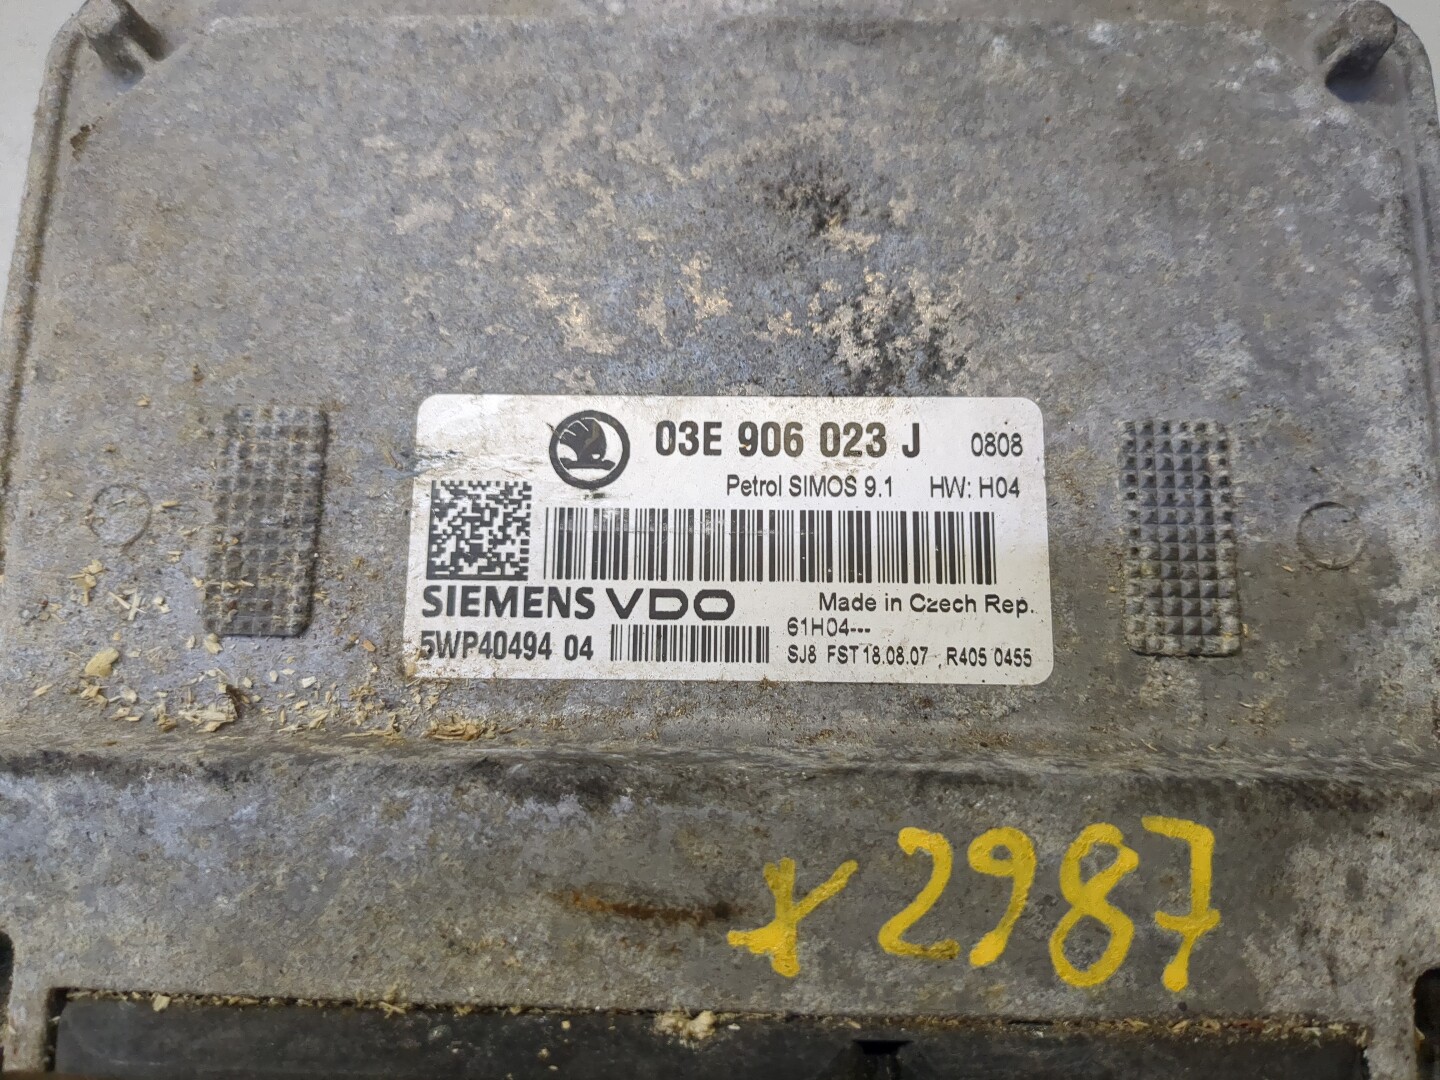 03E 906 023 J 0808
Petrol SIMOS 9.1 HW: H04
SIEMENS VDO Made in Czech Rep.
61H04---
5WP40494 04 SJ8 FST 18.08.07 R405 0455
x2987